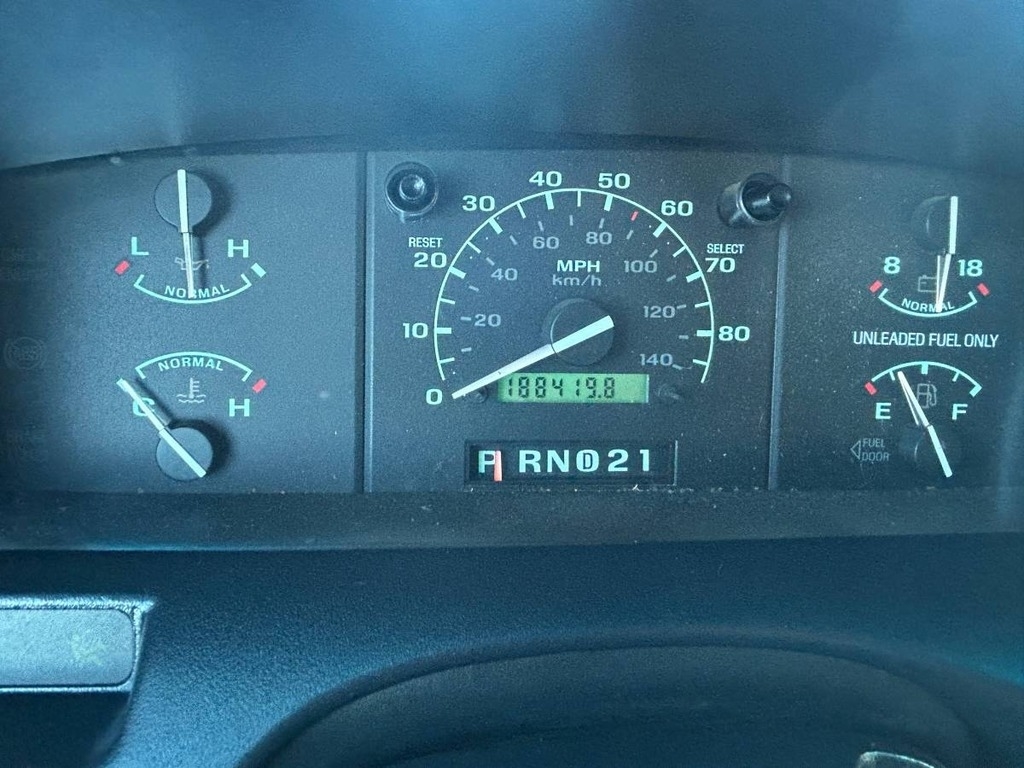 L H
NORMAL
NORMAL
C H
RESET
SELECT
0 10 20 30 40 50 60 70 80
MPH
km/h
20 40 60 80 100 120 140
188419.8
P R N D 2 1
8 18
NORMAL
UNLEADED FUEL ONLY
E F
FUEL
DOOR